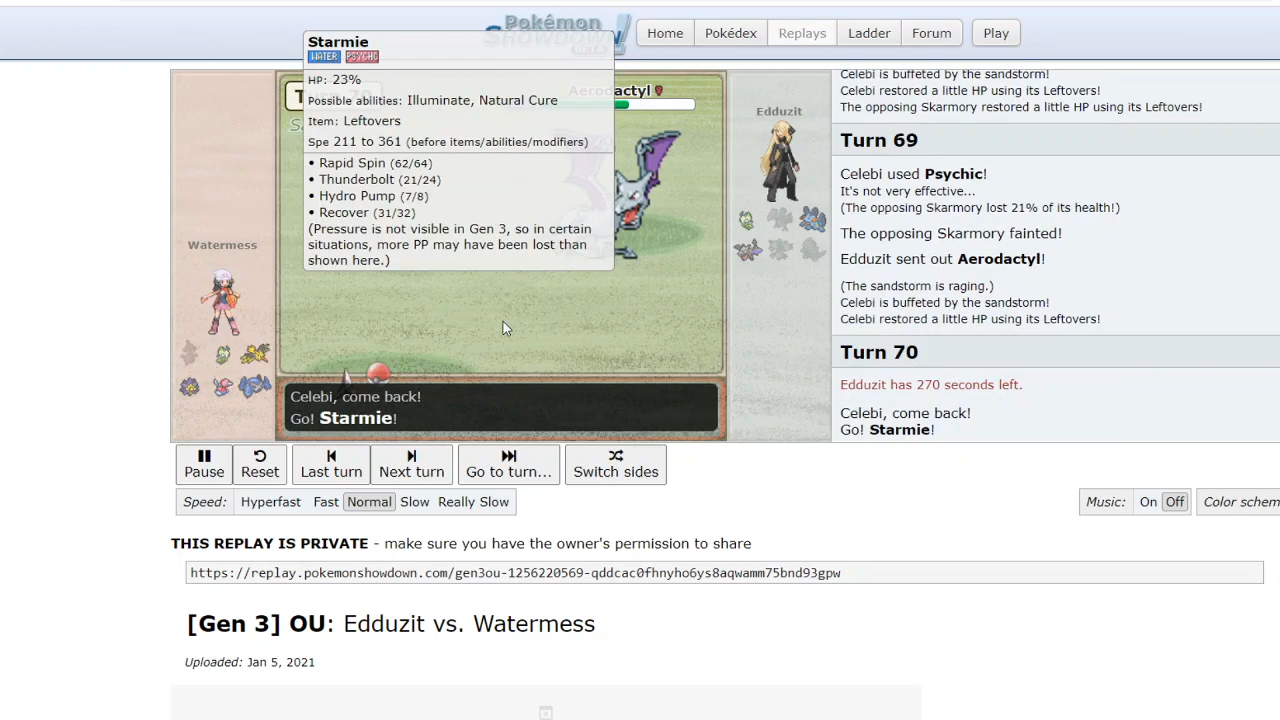 Pokémon
SHOWDOWN!
BETA
Home
Pokédex
Replays
Ladder
Forum
Play
Starmie
WATER PSYCHC
HP: 23%
Possible abilities: Illuminate, Natural Cure
Item: Leftovers
Spe 211 to 361 (before items/abilities/modifiers)
• Rapid Spin (62/64)
• Thunderbolt (21/24)
• Hydro Pump (7/8)
• Recover (31/32)
(Pressure is not visible in Gen 3, so in certain
situations, more PP may have been lost than
shown here.)
Aerodactyl
Watermess
Edduzit
Celebi, come back!
Go! Starmie!
Celebi is buffeted by the sandstorm!
Celebi restored a little HP using its Leftovers!
The opposing Skarmory restored a little HP using its Leftovers!
Turn 69
Celebi used Psychic!
It's not very effective...
(The opposing Skarmory lost 21% of its health!)
The opposing Skarmory fainted!
Edduzit sent out Aerodactyl!
(The sandstorm is raging.)
Celebi is buffeted by the sandstorm!
Celebi restored a little HP using its Leftovers!
Turn 70
Edduzit has 270 seconds left.
Celebi, come back!
Go! Starmie!
Pause
Reset
Last turn
Next turn
Go to turn...
Switch sides
Speed: Hyperfast Fast Normal Slow Really Slow
Music: On Off
Color schem
THIS REPLAY IS PRIVATE - make sure you have the owner's permission to share
https://replay.pokemonshowdown.com/gen3ou-1256220569-qddcac0fhnyho6ys8aqwamm75bnd93gpw
[Gen 3] OU: Edduzit vs. Watermess
Uploaded: Jan 5, 2021